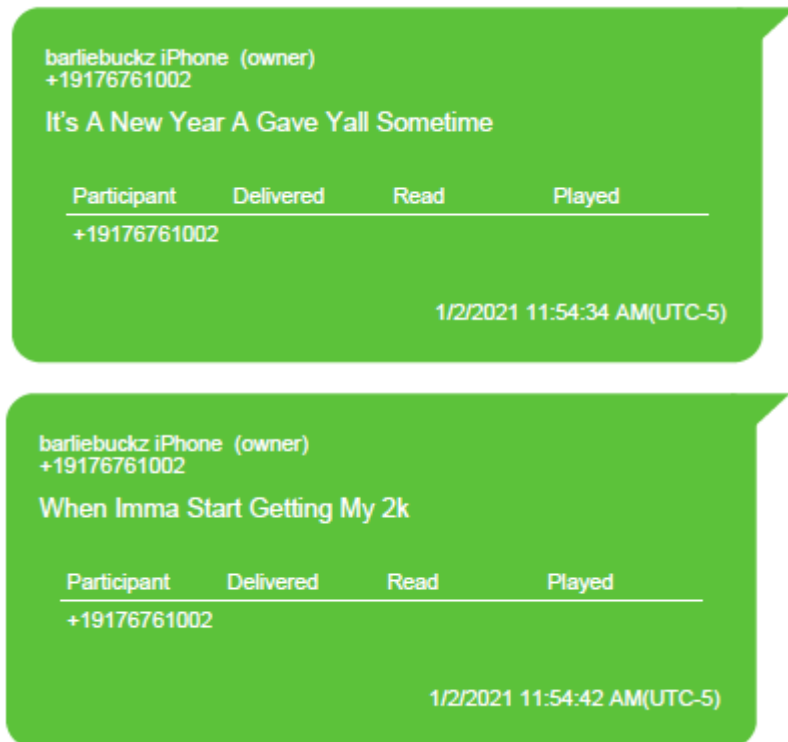 barliebuckz iPhone (owner)
+19176761002
It's A New Year A Gave Yall Sometime
Participant Delivered Read Played
+19176761002
1/2/2021 11:54:34 AM(UTC-5)
barliebuckz iPhone (owner)
+19176761002
When Imma Start Getting My 2k
Participant Delivered Read Played
+19176761002
1/2/2021 11:54:42 AM(UTC-5)